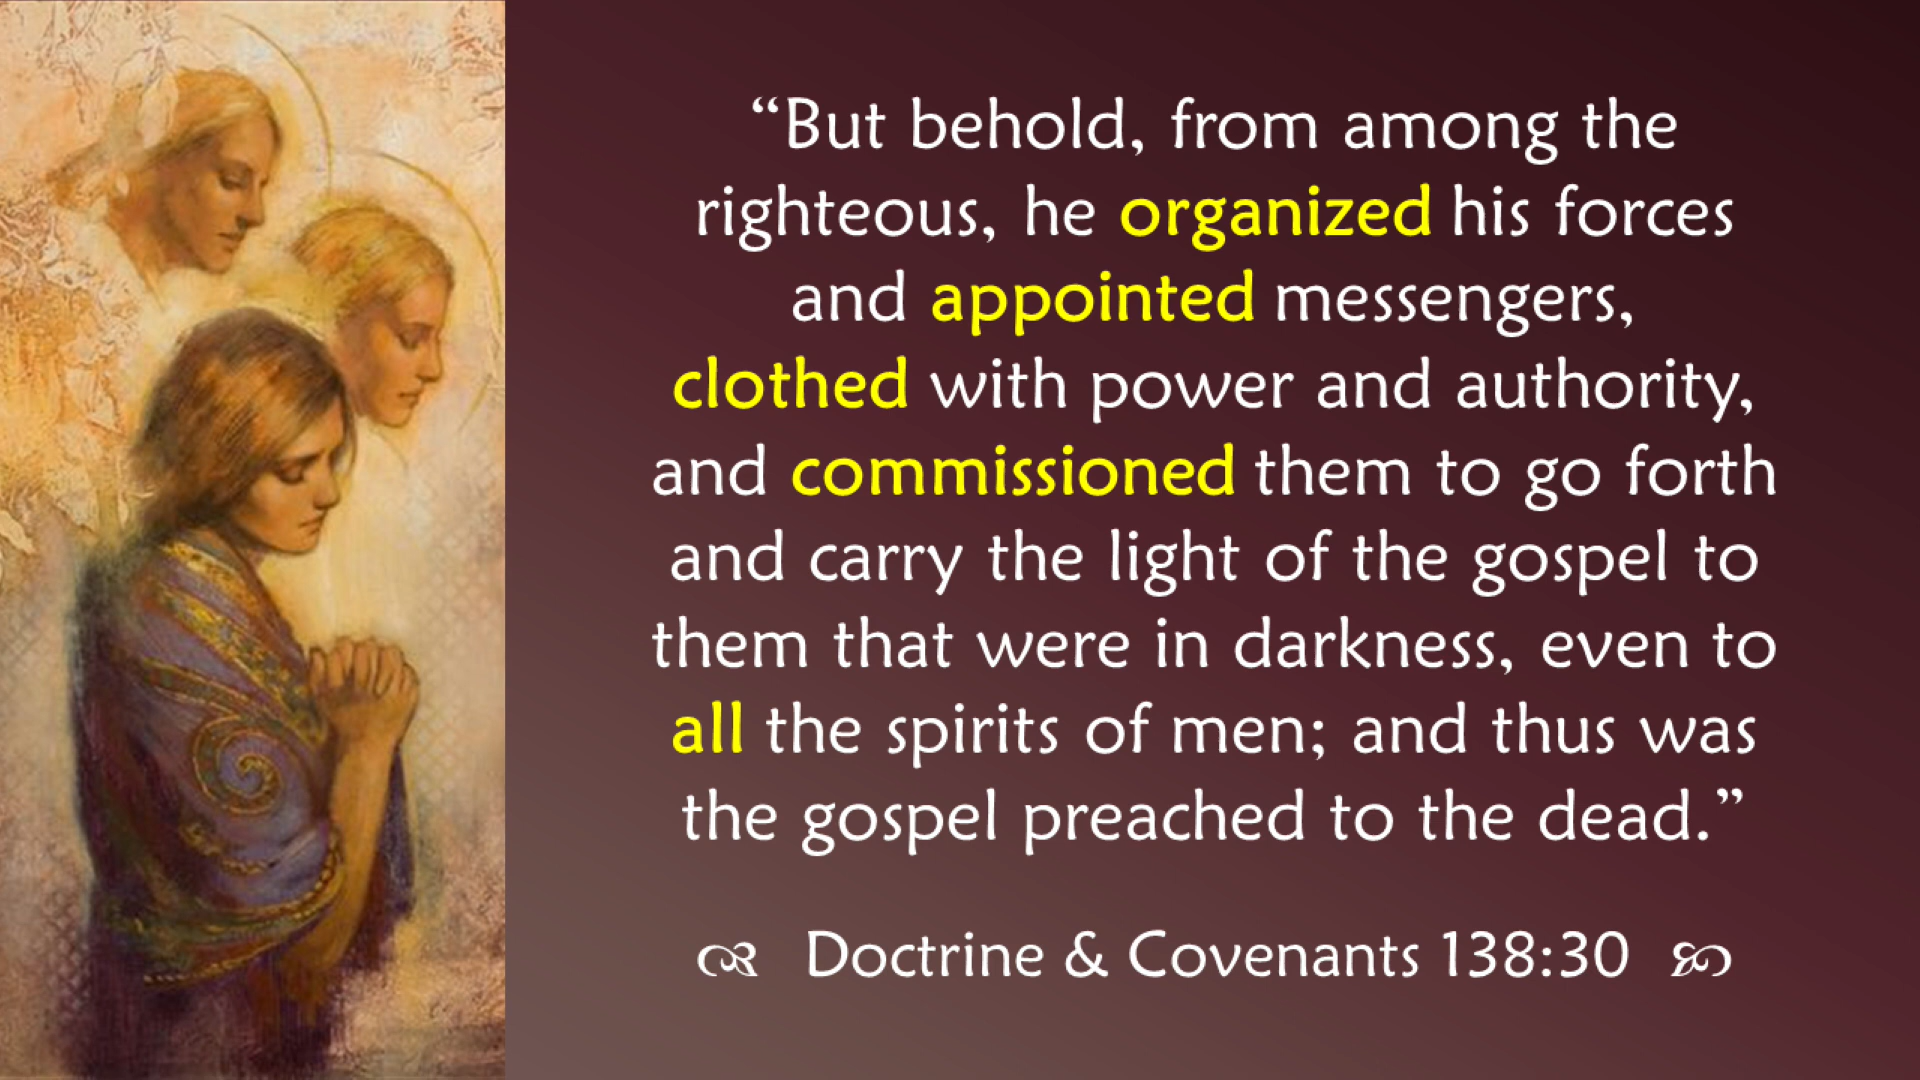 “But behold, from among the
righteous, he organized his forces
and appointed messengers,
clothed with power and authority,
and commissioned them to go forth
and carry the light of the gospel to
them that were in darkness, even to
all the spirits of men; and thus was
the gospel preached to the dead.”
Doctrine & Covenants 138:30